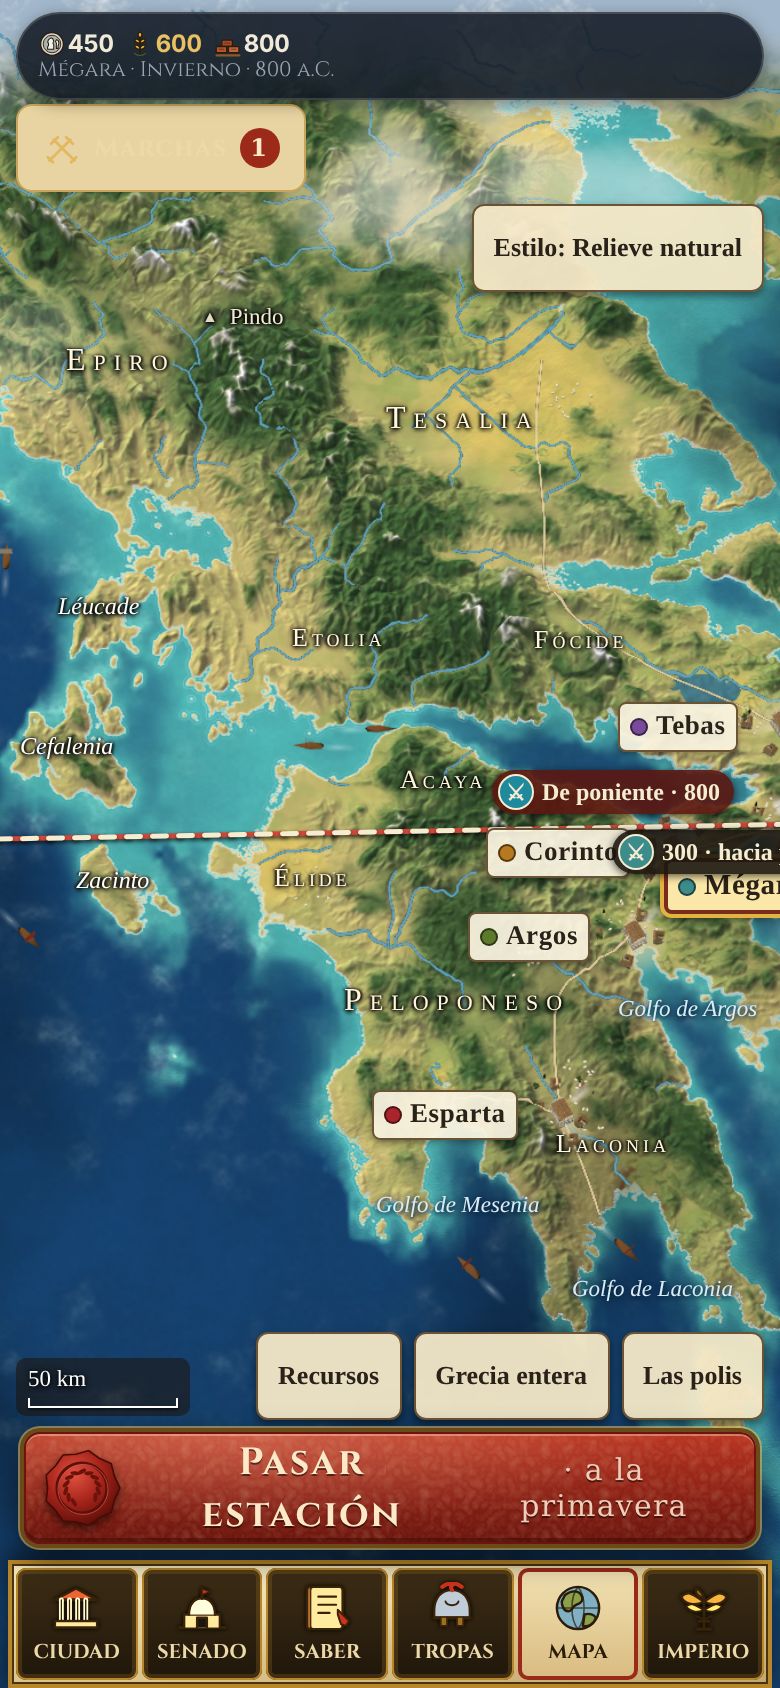 450 600 800
MÉGARA · INVIERNO · 800 A.C.
MARCHAS 1
Estilo: Relieve natural
Pindo
EPIRO
TESALIA
Léucade
ETOLIA
FÓCIDE
Tebas
Cefalenia
ACAYA
De poniente · 800
Corinto
300 · hacia
Zacinto
ÉLIDE
Mégar
Argos
PELOPONESO
Golfo de Argos
Esparta
LACONIA
Golfo de Mesenia
Golfo de Laconia
50 km
Recursos
Grecia entera
Las polis
PASAR
ESTACIÓN
· a la
primavera
CIUDAD
SENADO
SABER
TROPAS
MAPA
IMPERIO